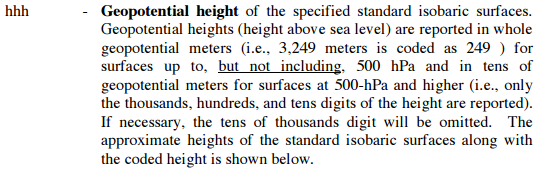 hhh - Geopotential height of the specified standard isobaric surfaces.
Geopotential heights (height above sea level) are reported in whole
geopotential meters (i.e., 3,249 meters is coded as 249 ) for
surfaces up to, but not including, 500 hPa and in tens of
geopotential meters for surfaces at 500-hPa and higher (i.e., only
the thousands, hundreds, and tens digits of the height are reported).
If necessary, the tens of thousands digit will be omitted. The
approximate heights of the standard isobaric surfaces along with
the coded height is shown below.